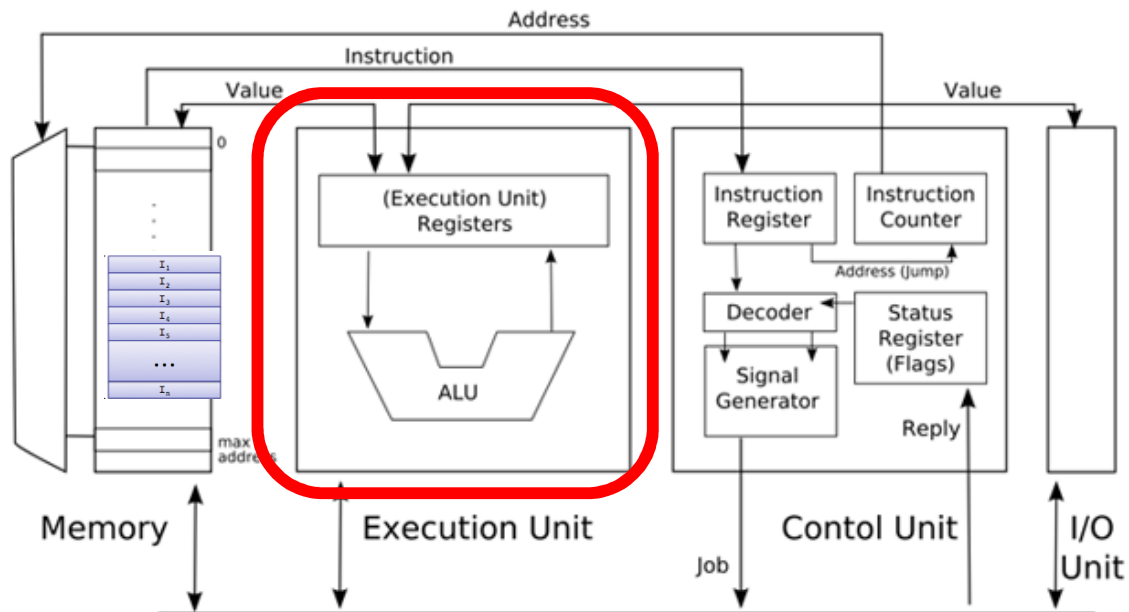 Address
Instruction
Value
Value
0
(Execution Unit)
Registers
Instruction
Register
Instruction
Counter
Address (Jump)
I1
I2
I3
I4
I5
...
In
Decoder
Status
Register
(Flags)
ALU
Signal
Generator
max
address
Reply
Memory
Execution Unit
Contol Unit
I/O
Unit
Job